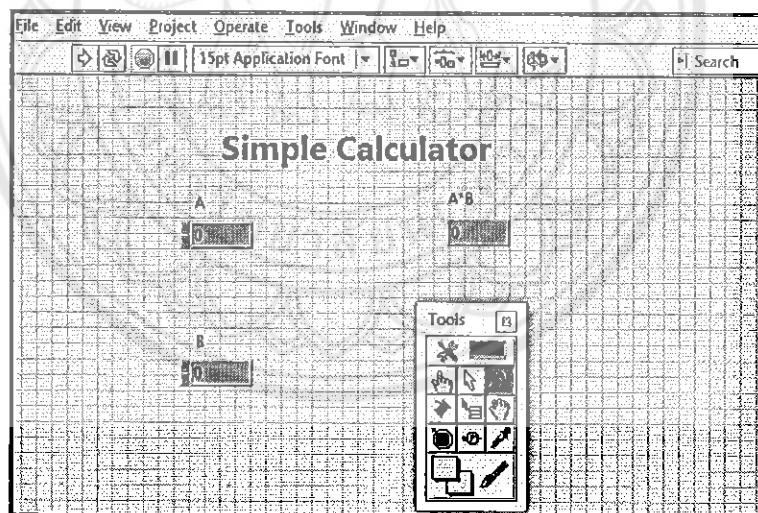 File Edit View Project Operate Tools Window Help
15pt Application Font Search
Simple Calculator
A
A*B
0
0
B
0
Tools